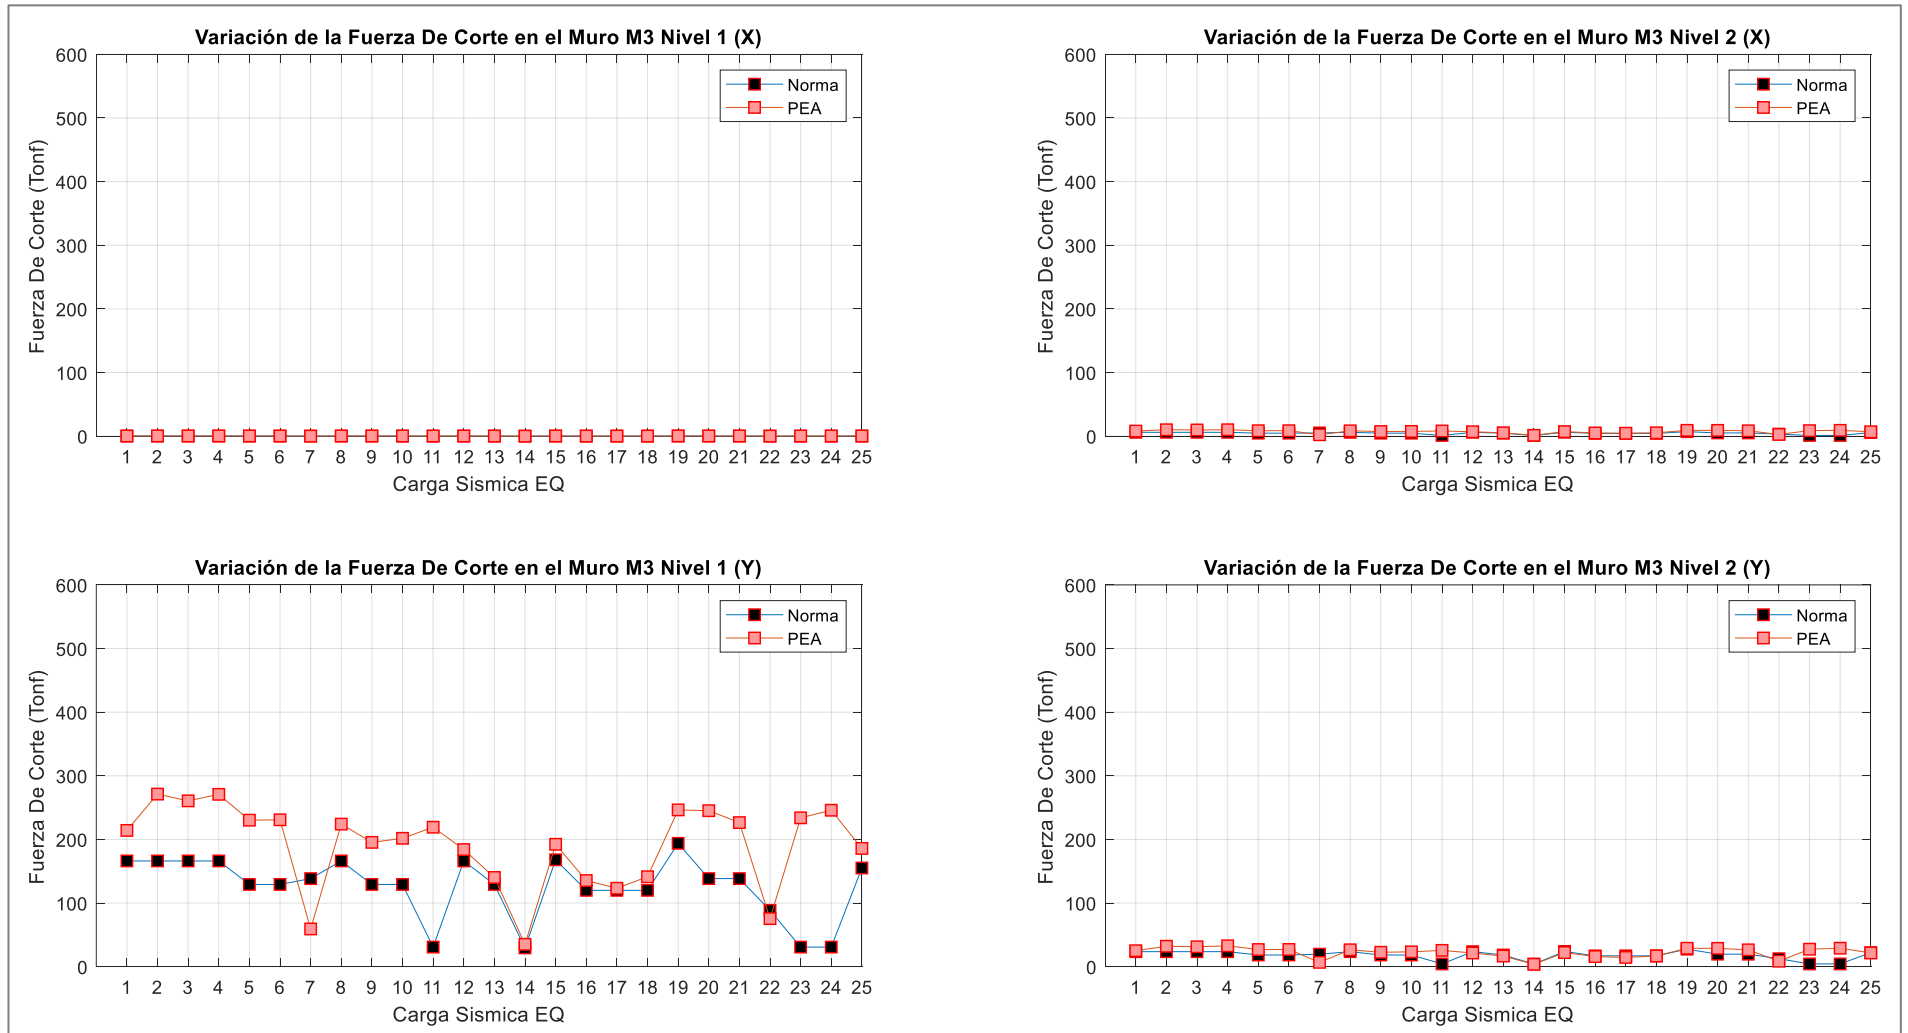 Variación de la Fuerza De Corte en el Muro M3 Nivel 1 (X)
Fuerza De Corte (Tonf)
600
500
400
300
200
100
0
Norma
PEA
1 2 3 4 5 6 7 8 9 10 11 12 13 14 15 16 17 18 19 20 21 22 23 24 25
Carga Sismica EQ
Variación de la Fuerza De Corte en el Muro M3 Nivel 2 (X)
Fuerza De Corte (Tonf)
600
500
400
300
200
100
0
Norma
PEA
1 2 3 4 5 6 7 8 9 10 11 12 13 14 15 16 17 18 19 20 21 22 23 24 25
Carga Sismica EQ
Variación de la Fuerza De Corte en el Muro M3 Nivel 1 (Y)
Fuerza De Corte (Tonf)
600
500
400
300
200
100
0
Norma
PEA
1 2 3 4 5 6 7 8 9 10 11 12 13 14 15 16 17 18 19 20 21 22 23 24 25
Carga Sismica EQ
Variación de la Fuerza De Corte en el Muro M3 Nivel 2 (Y)
Fuerza De Corte (Tonf)
600
500
400
300
200
100
0
Norma
PEA
1 2 3 4 5 6 7 8 9 10 11 12 13 14 15 16 17 18 19 20 21 22 23 24 25
Carga Sismica EQ